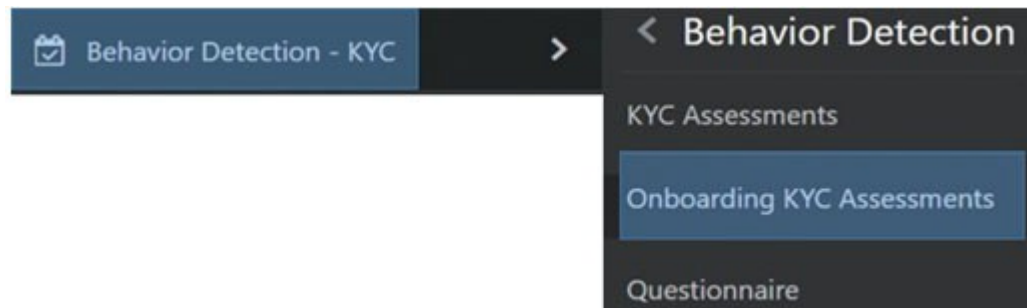 Behavior Detection - KYC
Behavior Detection
KYC Assessments
Onboarding KYC Assessments
Questionnaire